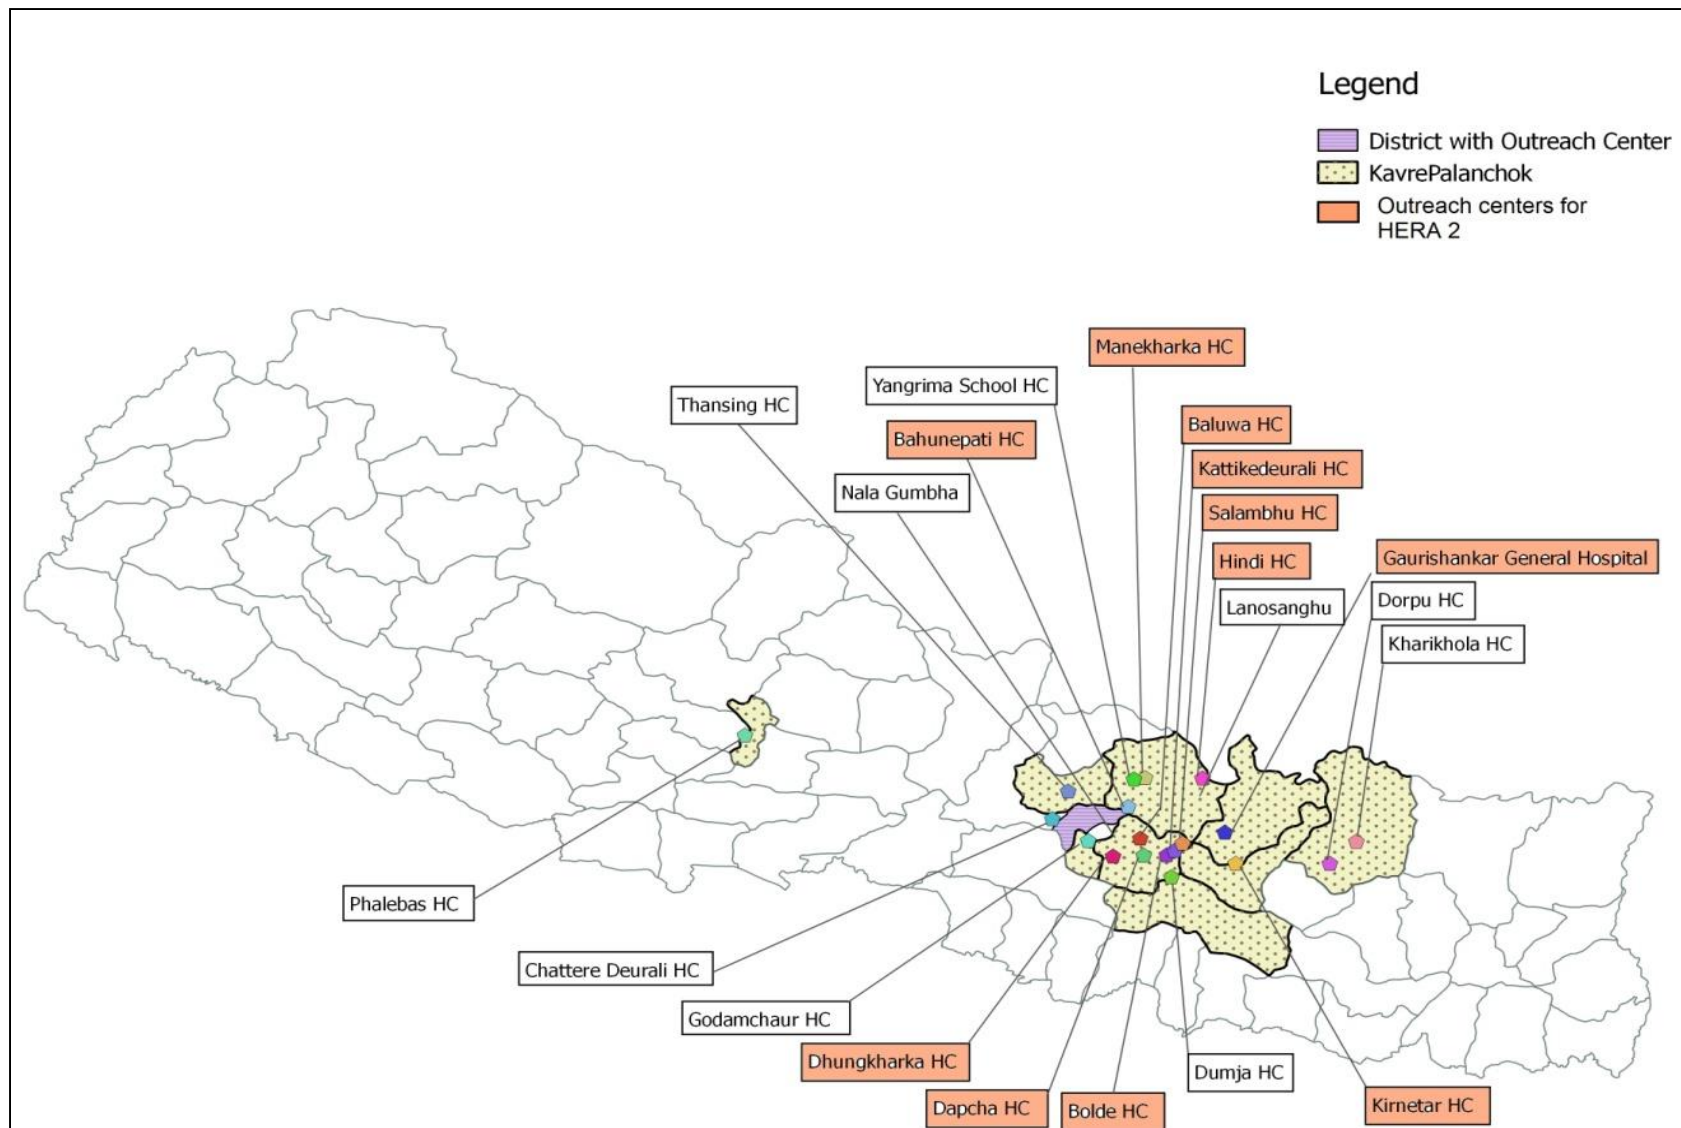 Legend
District with Outreach Center
KavrePalanchok
Outreach centers for
HERA 2
Manekharka HC
Yangrima School HC
Thansing HC
Baluwa HC
Bahunepati HC
Kattikedeurali HC
Nala Gumbha
Salambhu HC
Hindi HC
Gaurishankar General Hospital
Lanosanghu
Dorpu HC
Kharikhola HC
Phalebas HC
Chattere Deurali HC
Godamchaur HC
Dhungkharka HC
Dumja HC
Dapcha HC
Bolde HC
Kirnetar HC